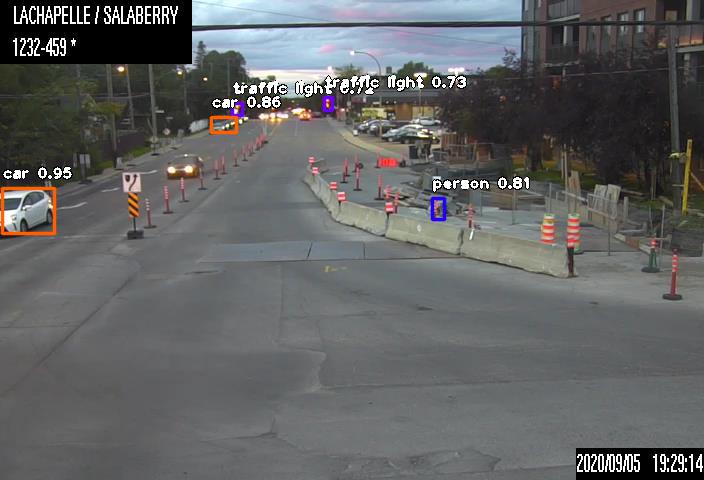 LACHAPELLE / SALABERRY
1232-459 *
traffic light 0.73
car 0.86
car 0.95
person 0.81
2020/09/05 19:29:14